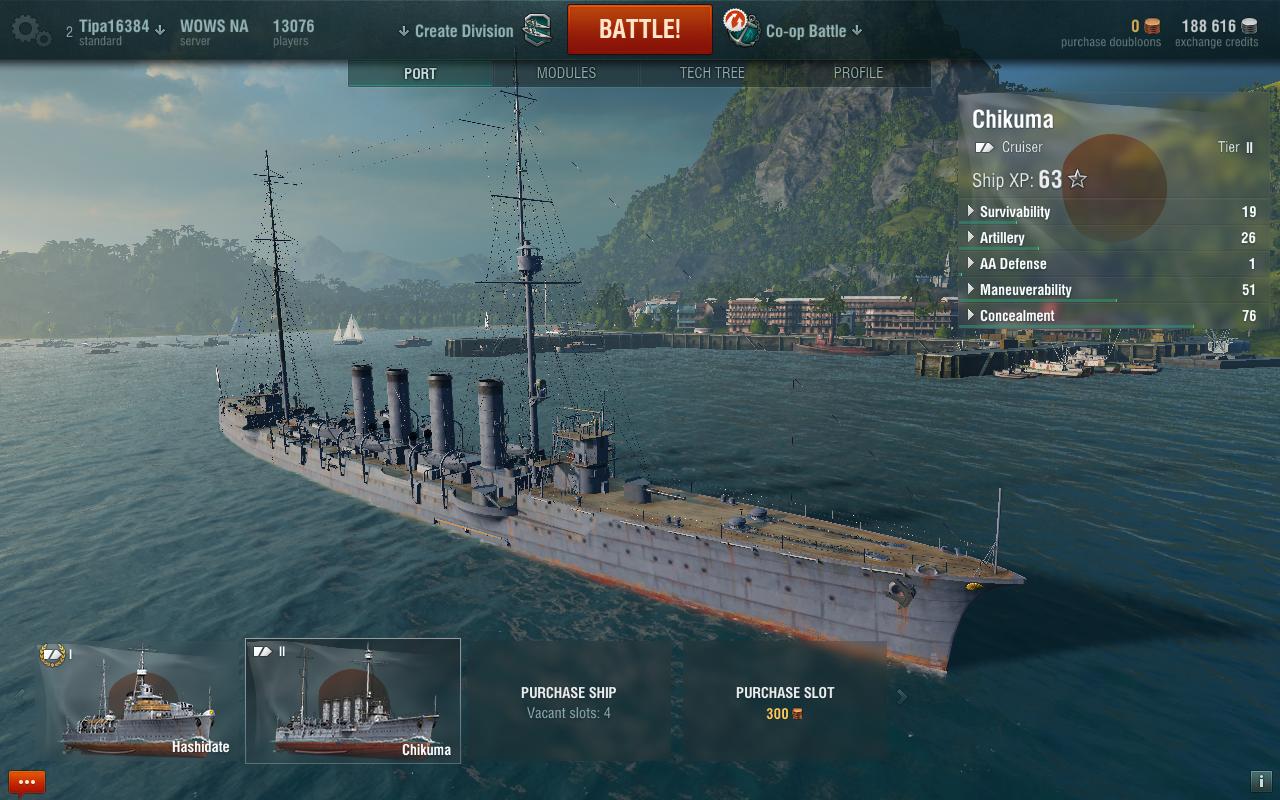 2 Tipa16384
standard
WOWS NA
server
13076
players
Create Division
BATTLE!
Co-op Battle
0
purchase doubloons
188 616
exchange credits
PORT
MODULES
TECH TREE
PROFILE
Chikuma
Cruiser
Tier II
Ship XP: 63
Survivability 19
Artillery 26
AA Defense 1
Maneuverability 51
Concealment 76
I
Hashidate
II
Chikuma
PURCHASE SHIP
Vacant slots: 4
PURCHASE SLOT
300
i